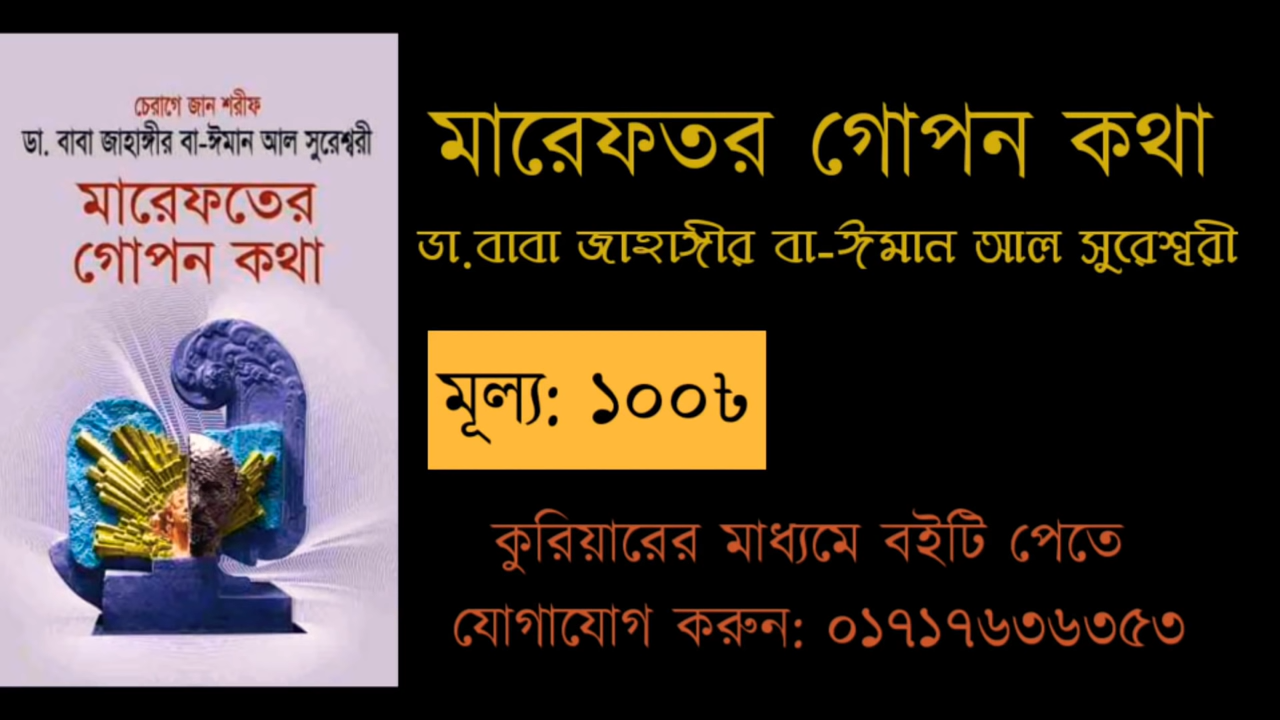 চেরাগে জান শরীফ
ডা. বাবা জাহাঙ্গীর বা-ঈমান আল সুরেশ্বরী
মারেফতের
গোপন কথা
মারেফতর গোপন কথা
ডা.বাবা জাহাঙ্গীর বা-ঈমান আল সুরেশ্বরী
মূল্য: ১০০৳
কুরিয়ারের মাধ্যমে বইটি পেতে
যোগাযোগ করুন: ০১৭১৭৬৩৬৩৫৩